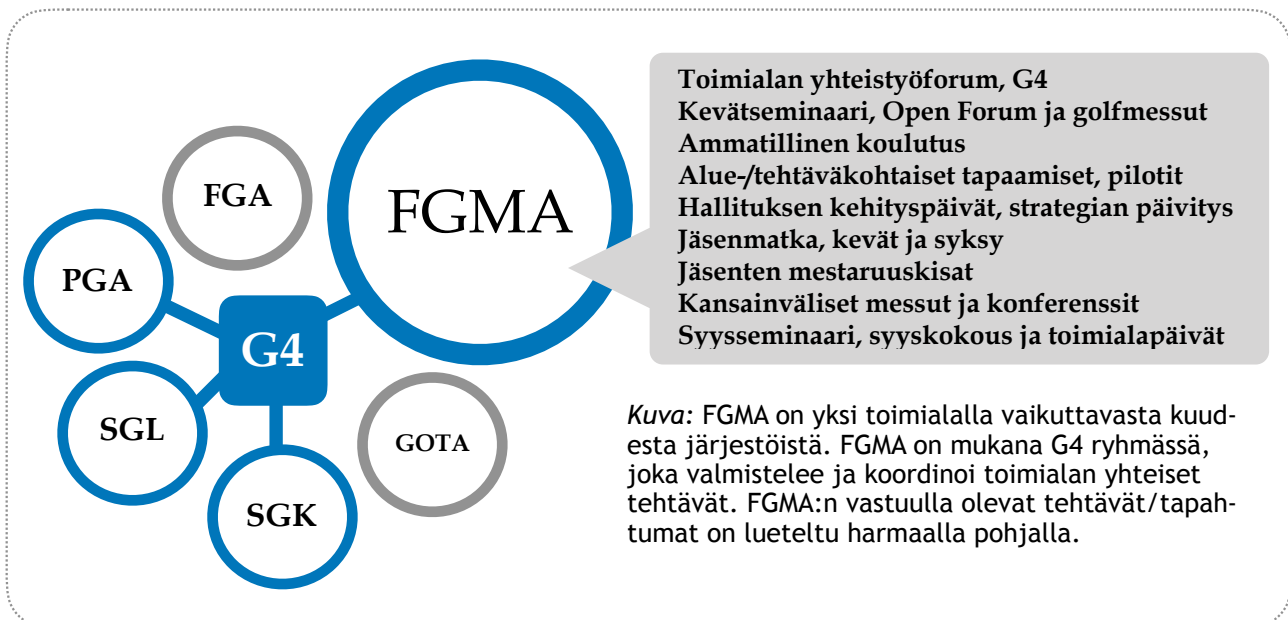 FGMA
FGA
PGA
G4
SGL
SGK
GOTA
Toimialan yhteistyöforum, G4
Kevätseminaari, Open Forum ja golfmessut
Ammatillinen koulutus
Alue-/tehtäväkohtaiset tapaamiset, pilotit
Hallituksen kehityspäivät, strategian päivitys
Jäsenmatka, kevät ja syksy
Jäsenten mestaruuskisat
Kansainväliset messut ja konferenssit
Syysseminaari, syyskokous ja toimialapäivät
Kuva: FGMA on yksi toimialalla vaikuttavasta kuud-
esta järjestöistä. FGMA on mukana G4 ryhmässä,
joka valmistelee ja koordinoi toimialan yhteiset
tehtävät. FGMA:n vastuulla olevat tehtävät/tapah-
tumat on lueteltu harmaalla pohjalla.